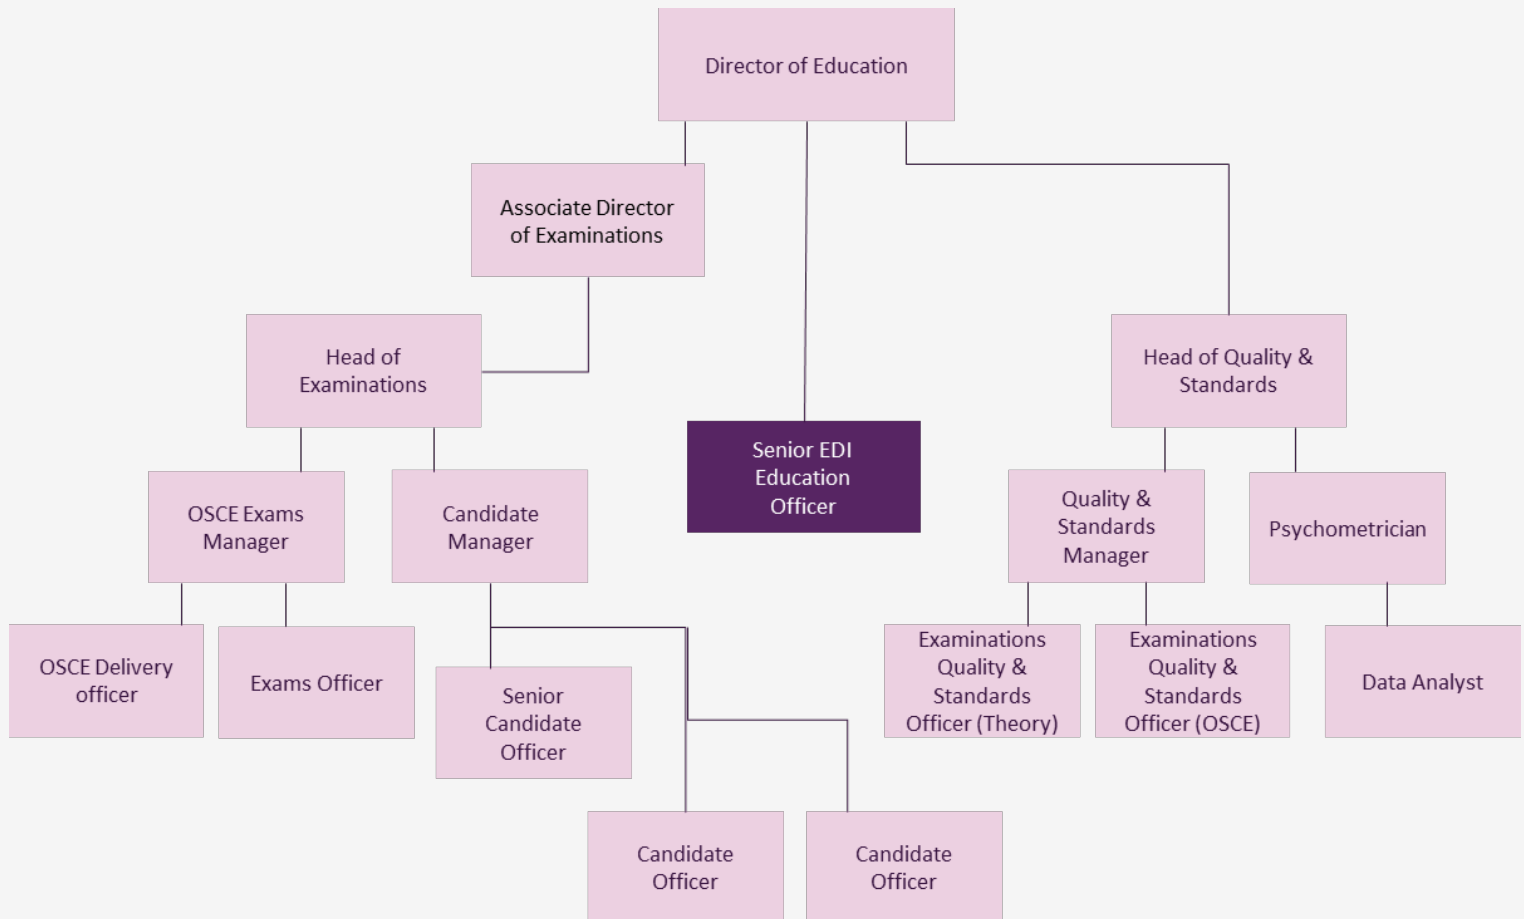 Director of Education
Associate Director
of Examinations
Head of
Examinations
Head of Quality &
Standards
Senior EDI
Education
Officer
OSCE Exams
Manager
Candidate
Manager
Quality &
Standards
Manager
Psychometrician
OSCE Delivery
officer
Exams Officer
Senior
Candidate
Officer
Examinations
Quality &
Standards
Officer (Theory)
Examinations
Quality &
Standards
Officer (OSCE)
Data Analyst
Candidate
Officer
Candidate
Officer